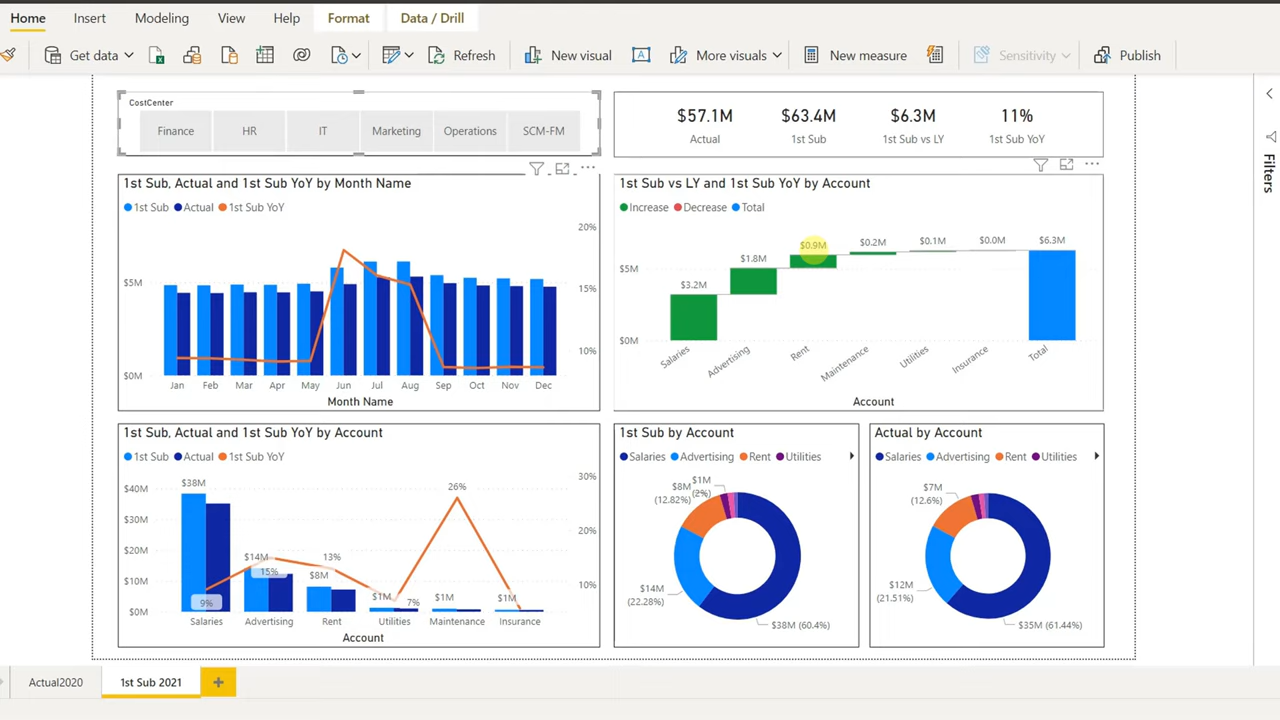 Home Insert Modeling View Help Format Data / Drill
Get data Refresh New visual A More visuals New measure Sensitivity Publish
CostCenter
Finance HR IT Marketing Operations SCM-FM
$57.1M $63.4M $6.3M 11%
Actual 1st Sub 1st Sub vs LY 1st Sub YoY
Filters
1st Sub, Actual and 1st Sub YoY by Month Name
1st Sub Actual 1st Sub YoY
20%
$5M 15%
10%
$0M
Jan Feb Mar Apr May Jun Jul Aug Sep Oct Nov Dec
Month Name
1st Sub vs LY and 1st Sub YoY by Account
Increase Decrease Total
$3.2M $1.8M $0.9M $0.2M $0.1M $0.0M $6.3M
$5M
$0M
Salaries Advertising Rent Maintenance Utilities Insurance Total
Account
1st Sub, Actual and 1st Sub YoY by Account
1st Sub Actual 1st Sub YoY
$40M $38M 26% 30%
$30M 20%
$20M
$14M 13%
15% $8M 10%
$10M
9% $1M 7% $1M $1M
$0M
Salaries Advertising Rent Utilities Maintenance Insurance
Account
1st Sub by Account
Salaries Advertising Rent Utilities
$1M
(2%)
$8M
(12.82%)
$14M
(22.28%)
$38M (60.4%)
Actual by Account
Salaries Advertising Rent Utilities
$7M
(12.6%)
$12M
(21.51%)
$35M (61.44%)
Actual2020 1st Sub 2021 +